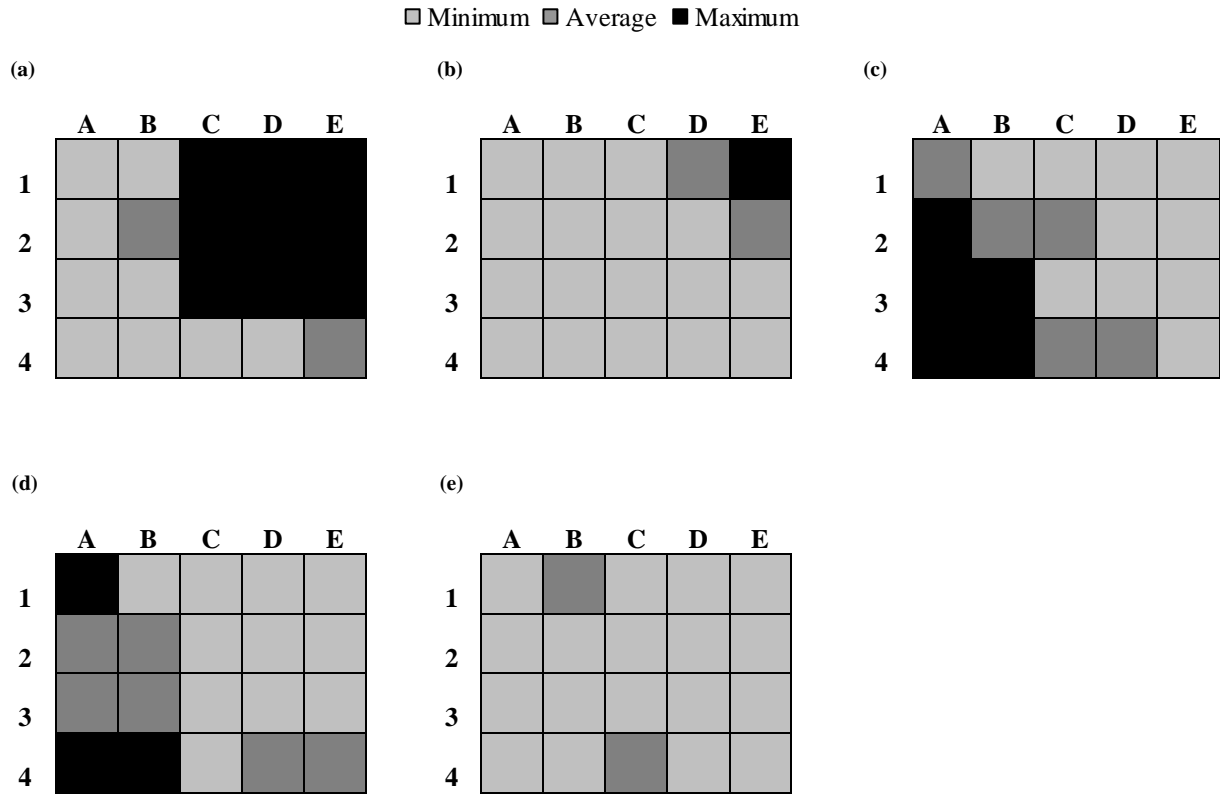 Minimum Average Maximum
(a) (b) (c)
A B C D E A B C D E A B C D E
1 1 1
2 2 2
3 3 3
4 4 4
(d) (e)
A B C D E A B C D E
1 1
2 2
3 3
4 4